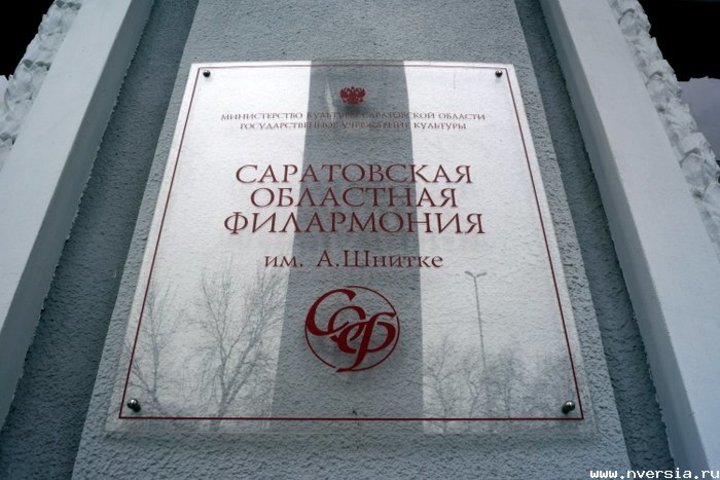 МИНИСТЕРСТВО КУЛЬТУРЫ САРАТОВСКОЙ ОБЛАСТИ
ГОСУДАРСТВЕННОЕ УЧРЕЖДЕНИЕ КУЛЬТУРЫ
САРАТОВСКАЯ
ОБЛАСТНАЯ
ФИЛАРМОНИЯ
им. А.Шнитке
СОФ
www.nversia.ru